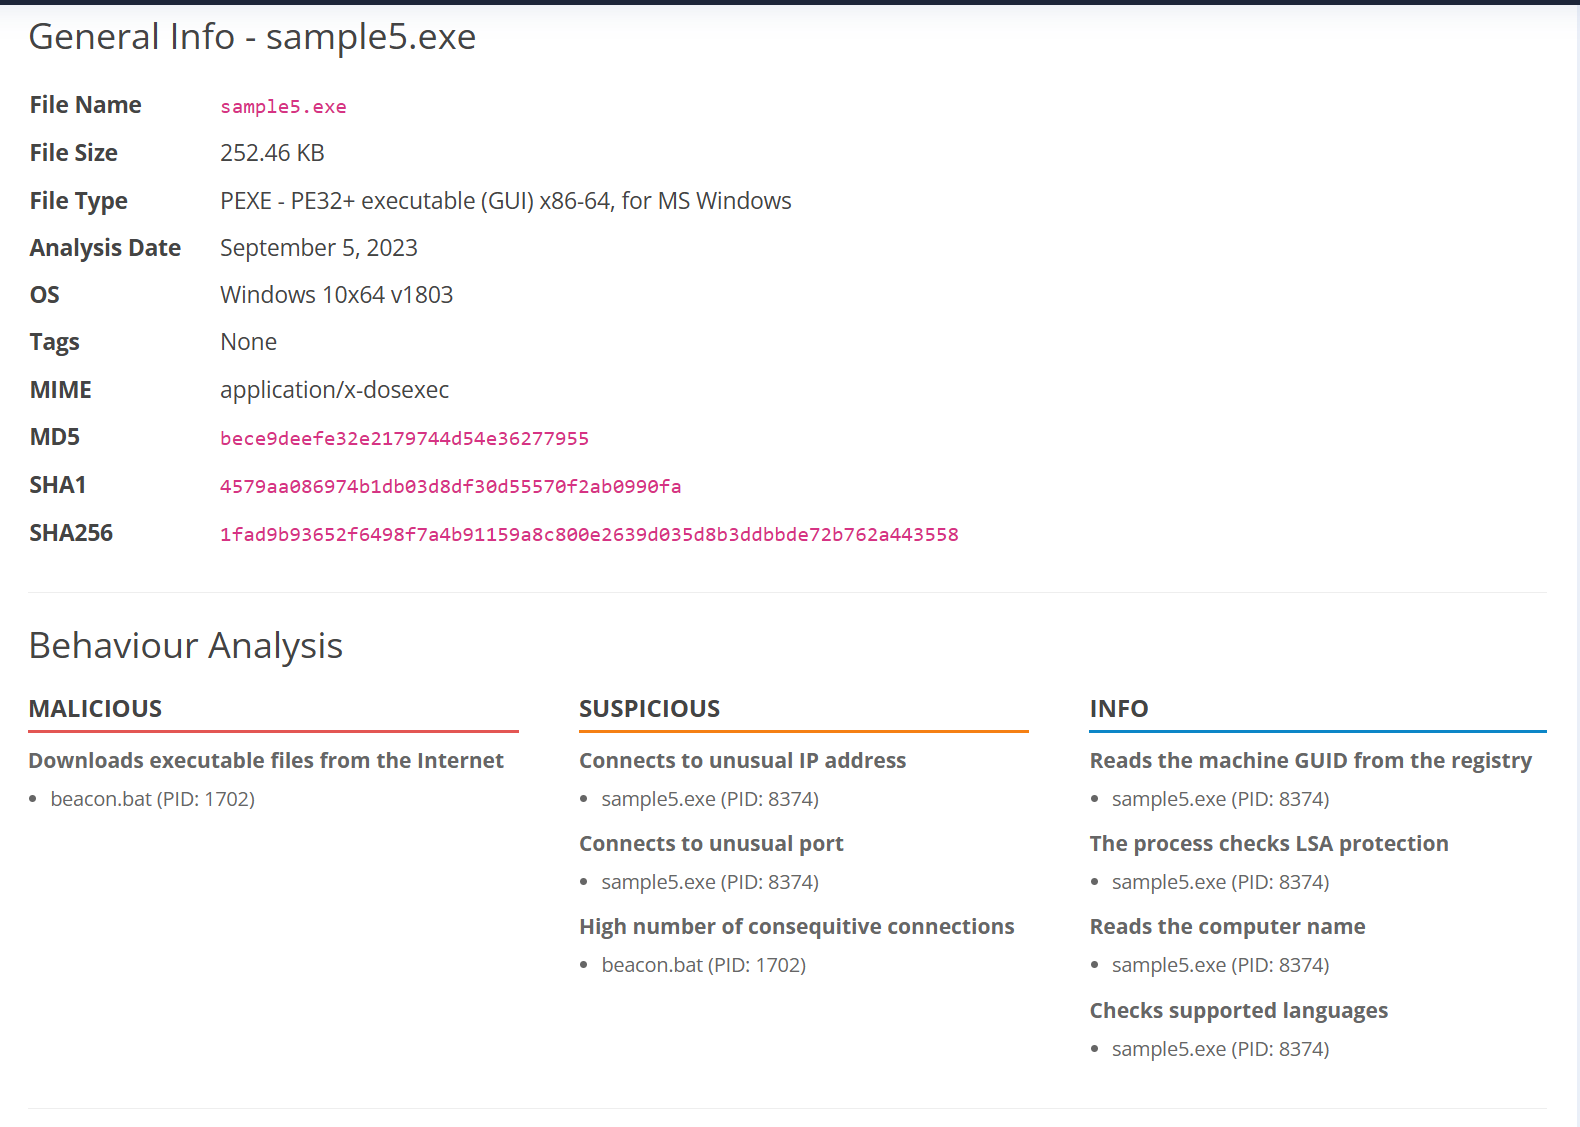 General Info - sample5.exe
File Name sample5.exe
File Size 252.46 KB
File Type PEXE - PE32+ executable (GUI) x86-64, for MS Windows
Analysis Date September 5, 2023
OS Windows 10x64 v1803
Tags None
MIME application/x-dosexec
MD5 bece9deefe32e2179744d54e36277955
SHA1 4579aa086974b1db03d8df30d55570f2ab0990fa
SHA256 1fad9b93652f6498f7a4b91159a8c800e2639d035d8b3ddbbde72b762a443558
Behaviour Analysis
MALICIOUS
Downloads executable files from the Internet
• beacon.bat (PID: 1702)
SUSPICIOUS
Connects to unusual IP address
• sample5.exe (PID: 8374)
Connects to unusual port
• sample5.exe (PID: 8374)
High number of consequitive connections
• beacon.bat (PID: 1702)
INFO
Reads the machine GUID from the registry
• sample5.exe (PID: 8374)
The process checks LSA protection
• sample5.exe (PID: 8374)
Reads the computer name
• sample5.exe (PID: 8374)
Checks supported languages
• sample5.exe (PID: 8374)